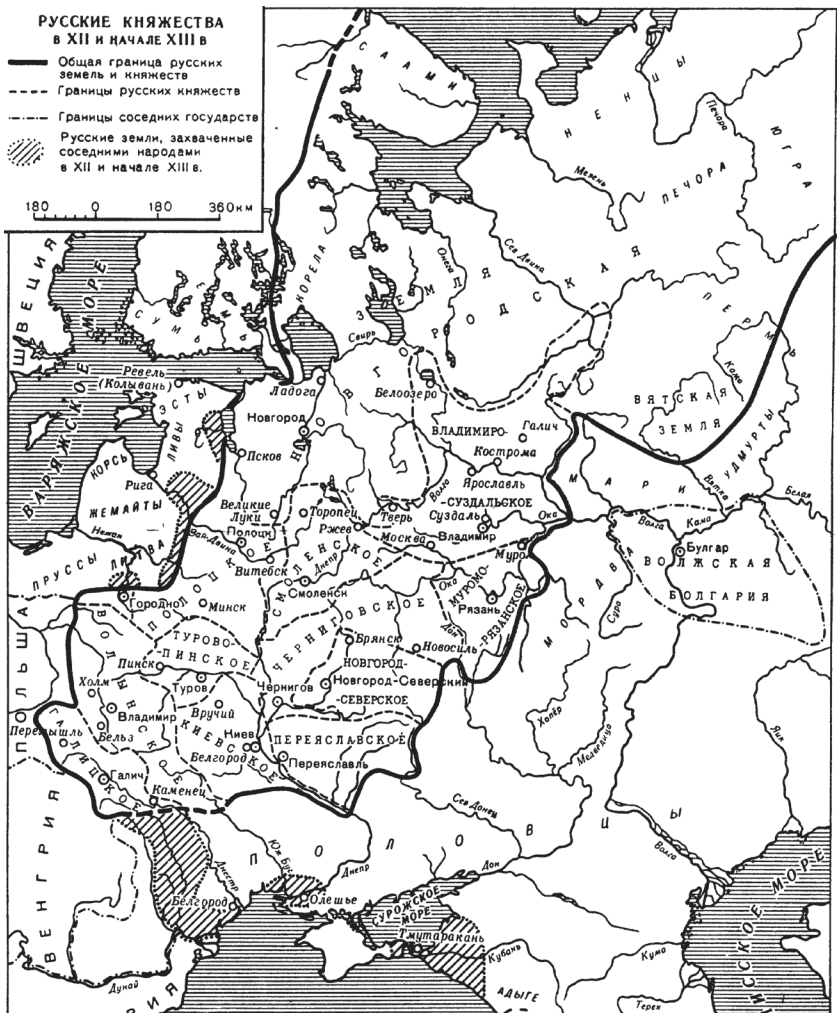 РУССКИЕ КНЯЖЕСТВА
В XII И НАЧАЛЕ XIII В
Общая граница русских
земель и княжеств
Границы русских княжеств
Границы соседних государств
Русские земли, захваченные
соседними народами
в XII и начале XIII в.
180 0 180 360 км
СААМИ
НЕНЦЫ
Печора
ЮГРА
Мезень
ПЕЧОРА
ШВЕЦИЯ
ВАРЯЖСКОЕ МОРЕ
СУМЬ
ЕМЬ
КОРЕЛА
Онега
Сев Двина
НОВГОРОДСКАЯ ЗЕМЛЯ
Свирь
ПЕРМЬ
Кама
ВЯТСКАЯ
ЗЕМЛЯ
Ревель
(Колывань)
ЭСТЫ
ЛИВЫ
Ладога
Новгород
Псков
Белоозеро
ВЛАДИМИРО-
Галич
Кострома
Ярославль
-СУЗДАЛЬСКОЕ
Суздаль
Владимир
Волга
Ока
МАРИ
УДМУРТЫ
Вятка
Белая
КОРСЬ
Рига
ЖЕМАЙТЫ
Неман
Великие
Луки
Торопец
Ржев
Тверь
Москва
Муром
Полоцк
Зап-Двина
Витебск
СМОЛЕНСКОЕ
Днепр
Смоленск
Волга
Кама
Булгар
ВОЛЖСКАЯ
БОЛГАРИЯ
ПРУССЫ
ЛИТВА
Городно
Минск
ПОЛОЦКОЕ
Ока
МУРОМО-
Рязань
-РЯЗАНСКОЕ
Дон
МОРДВА
Сура
ПОЛЬША
ТУРОВО-
-ПИНСКОЕ
Пинск
Туров
ЧЕРНИГОВСКОЕ
Брянск
Новосиль
НОВГОРОД-
Новгород-Северский
-СЕВЕРСКОЕ
Чернигов
ВОЛЫНСКОЕ
Холм
Владимир
Бельз
Вручий
Киев
Белгород
КИЕВСКОЕ
ПЕРЕЯСЛАВСКОЕ
Переяславль
Перемышль
ГАЛИЦКОЕ
Галич
Каменец
Хопёр
Медведица
Яик
Сев Донец
ПОЛОВЦЫ
Юж Буг
Днепр
Дон
Волга
Днестр
Белгород
Олешье
СУРОЖСКОЕ
МОРЕ
Тмутаракань
Кубань
Кума
АДЫГЕ
Терек
ВЕНГРИЯ
Дунай
МОРЕ